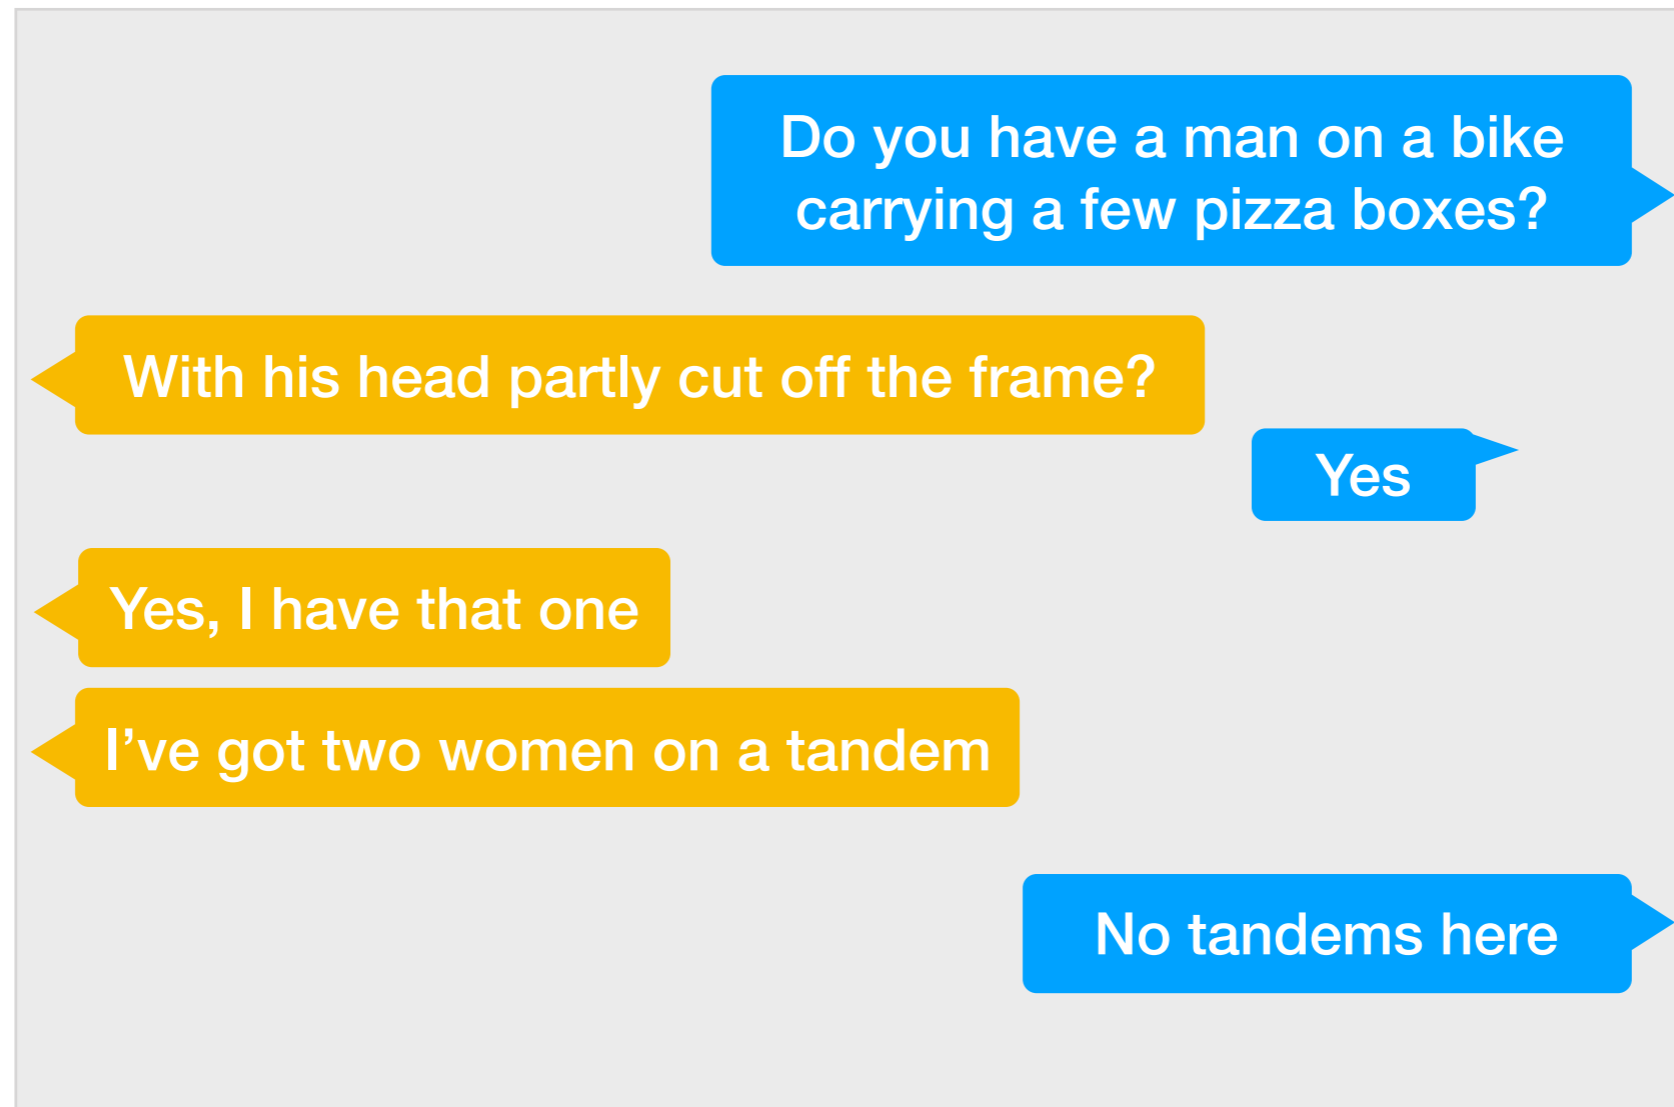 Do you have a man on a bike
carrying a few pizza boxes?
With his head partly cut off the frame?
Yes
Yes, I have that one
I’ve got two women on a tandem
No tandems here